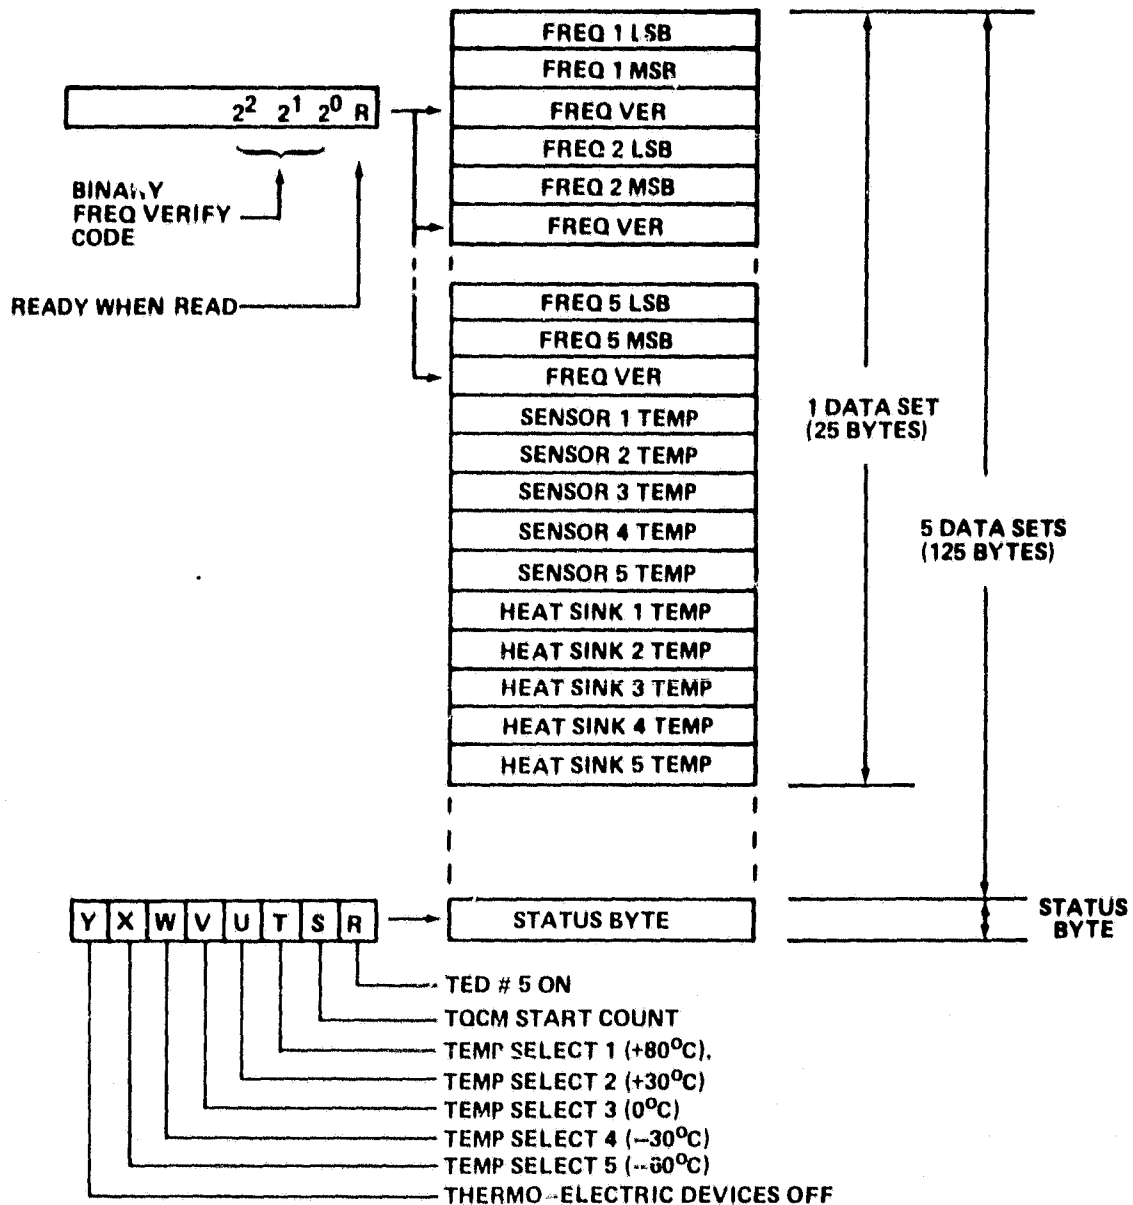 FREQ 1 LSB
FREQ 1 MSR
2² 2¹ 2⁰ R
FREQ VER
FREQ 2 LSB
FREQ 2 MSB
FREQ VER
BINARY
FREQ VERIFY
CODE
READY WHEN READ
FREQ 5 LSB
FREQ 5 MSB
FREQ VER
SENSOR 1 TEMP
SENSOR 2 TEMP
SENSOR 3 TEMP
SENSOR 4 TEMP
SENSOR 5 TEMP
HEAT SINK 1 TEMP
HEAT SINK 2 TEMP
HEAT SINK 3 TEMP
HEAT SINK 4 TEMP
HEAT SINK 5 TEMP
1 DATA SET
(25 BYTES)
5 DATA SETS
(125 BYTES)
Y X W V U T S R
STATUS BYTE
STATUS
BYTE
TED # 5 ON
TQCM START COUNT
TEMP SELECT 1 (+80°C).
TEMP SELECT 2 (+30°C)
TEMP SELECT 3 (0°C)
TEMP SELECT 4 (–30°C)
TEMP SELECT 5 (–60°C)
THERMO-ELECTRIC DEVICES OFF